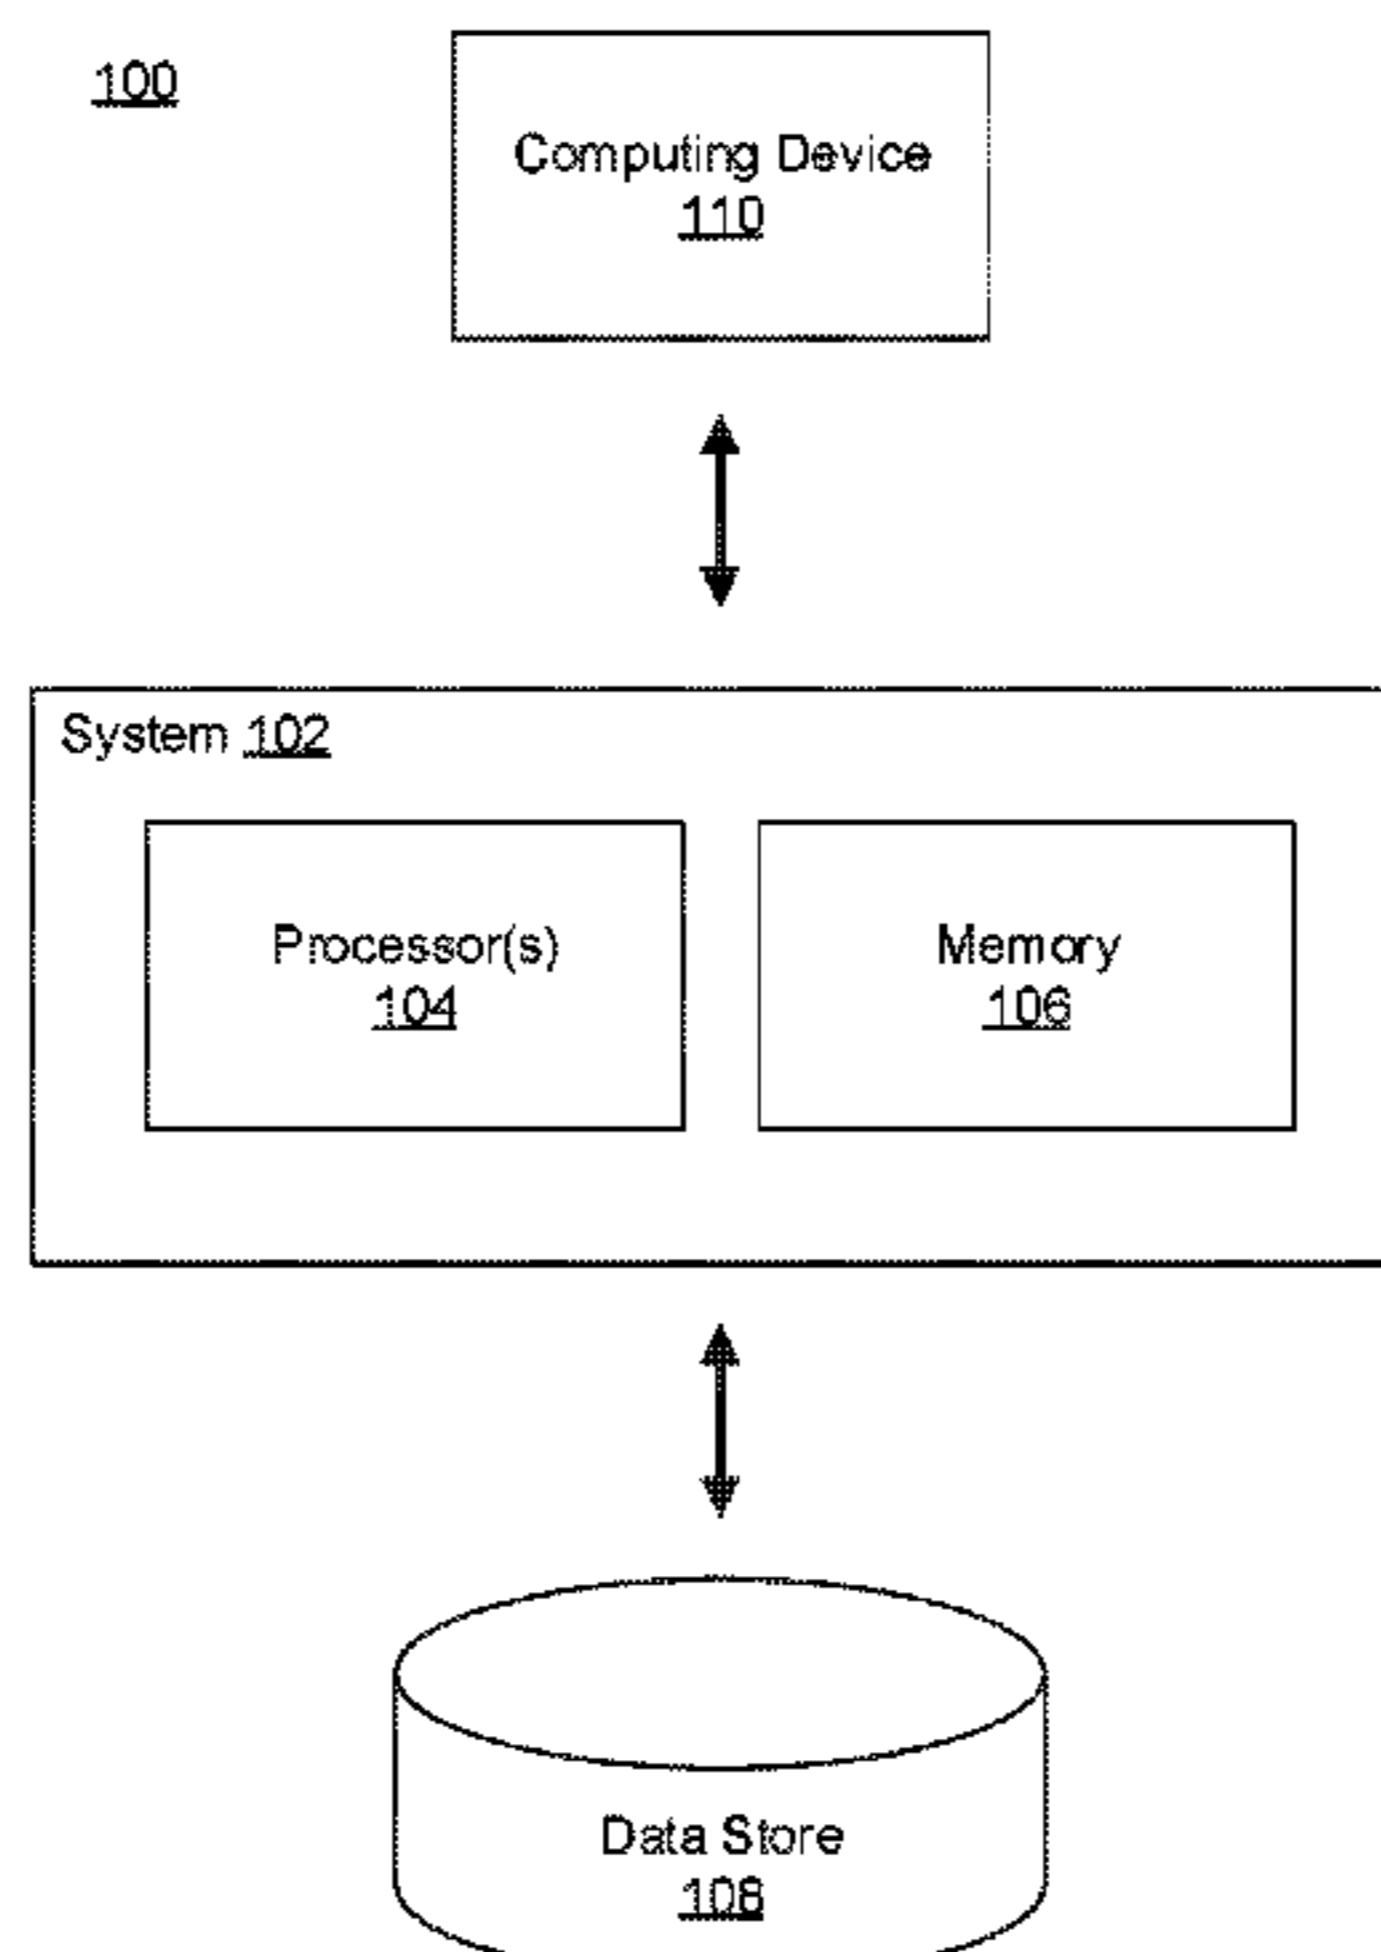 100
Computing Device
110
System 102
Processor(s)
104
Memory
106
Data Store
108